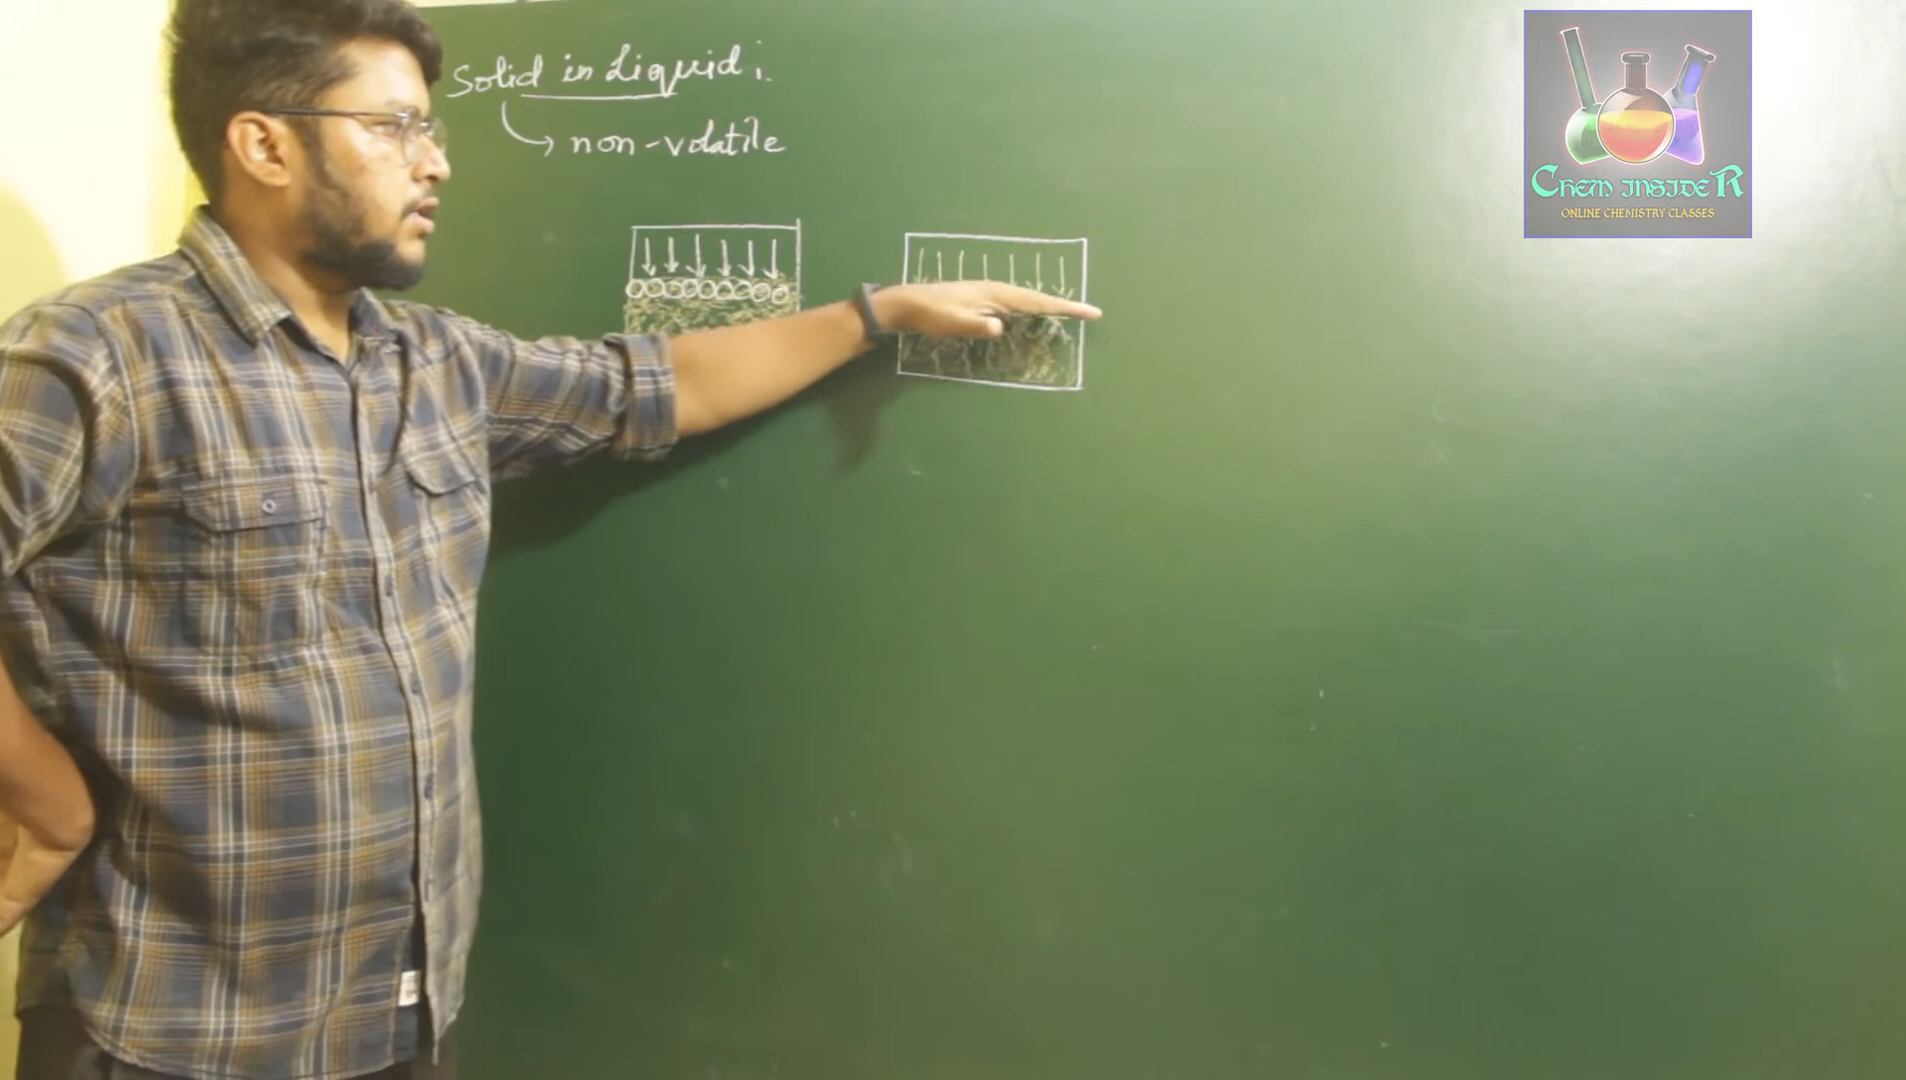 Solid in Liquid :
non-volatile
CHEM INSIDER
ONLINE CHEMISTRY CLASSES